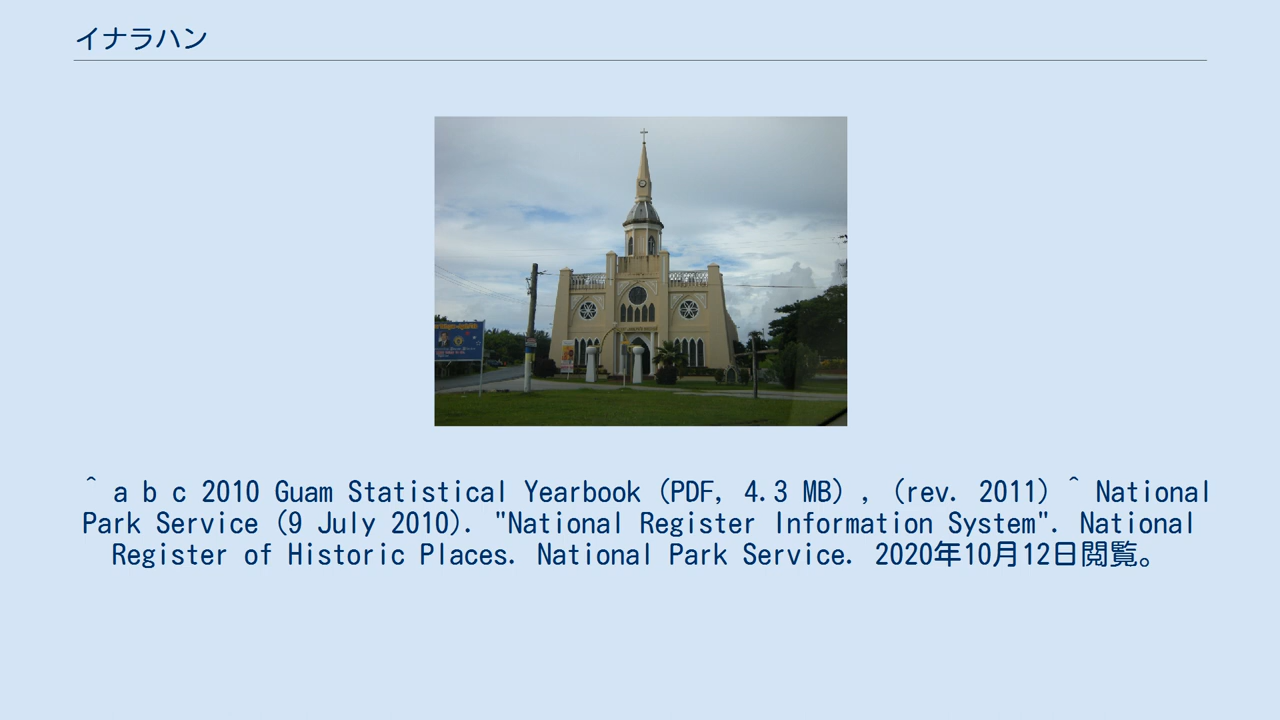 イナラハン
^ a b c 2010 Guam Statistical Yearbook (PDF, 4.3 MB) , (rev. 2011) ^ National
Park Service (9 July 2010). "National Register Information System". National
Register of Historic Places. National Park Service. 2020年10月12日閲覧。